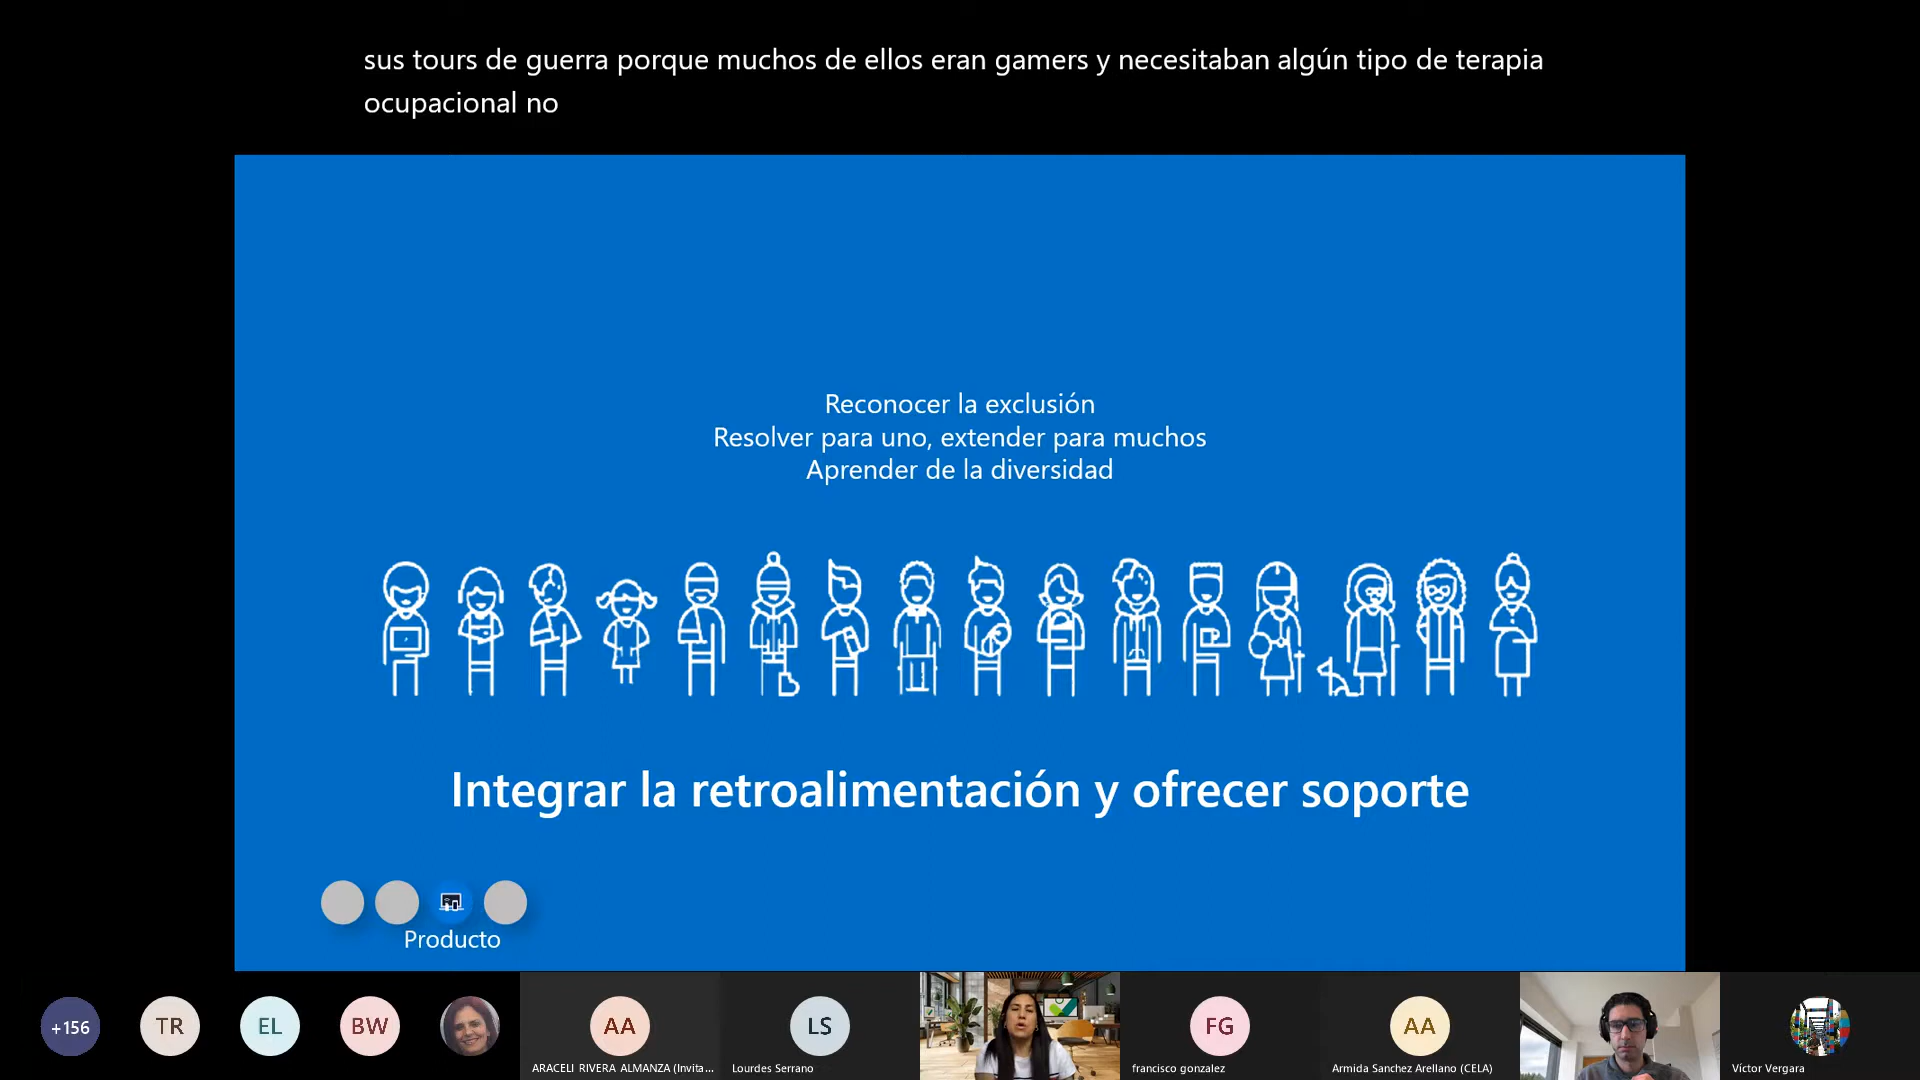 sus tours de guerra porque muchos de ellos eran gamers y necesitaban algún tipo de terapia
ocupacional no
Reconocer la exclusión
Resolver para uno, extender para muchos
Aprender de la diversidad
Integrar la retroalimentación y ofrecer soporte
Producto
+156
TR
EL
BW
AA
ARACELI RIVERA ALMANZA (Invita...
LS
Lourdes Serrano
FG
francisco gonzalez
AA
Armida Sanchez Arellano (CELA)
Víctor Vergara